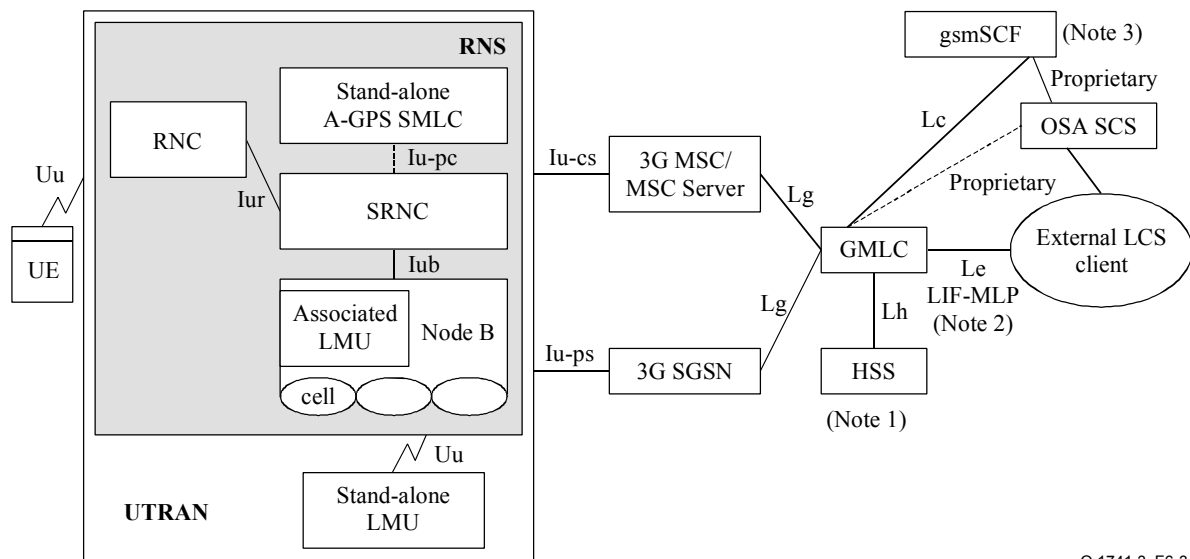 RNS
gsmSCF
(Note 3)
Stand-alone
A-GPS SMLC
Proprietary
RNC
Lc
OSA SCS
Iu-pc
Iu-cs
3G MSC/
MSC Server
Uu
Iur
SRNC
Lg
Proprietary
UE
Iub
GMLC
External LCS
client
Le
LIF-MLP
(Note 2)
Associated
LMU
Node B
Lg
Lh
Iu-ps
3G SGSN
HSS
cell
(Note 1)
Uu
Stand-alone
LMU
UTRAN